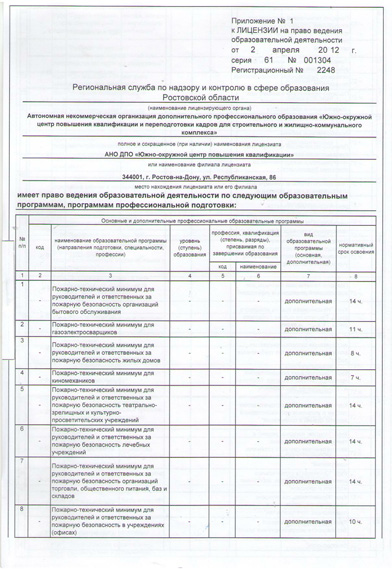 Приложение № 1
к ЛИЦЕНЗИИ на право ведения
образовательной деятельности
от 2 апреля 2012 г.
серия 61 № 001304
Регистрационный № 2248
Региональная служба по надзору и контролю в сфере образования
Ростовской области
(наименование лицензирующего органа)
Автономная некоммерческая организация дополнительного профессионального образования «Южно-окружной
центр повышения квалификации и переподготовки кадров для строительного и жилищно-коммунального
комплекса»
полное и сокращенное (при наличии) наименования лицензиата
АНО ДПО «Южно-окружной центр повышения квалификации»
или наименование филиала лицензиата
344001, г. Ростов-на-Дону, ул. Республиканская, 86
место нахождения лицензиата или его филиала
имеет право ведения образовательной деятельности по следующим образовательным
программам, программам профессиональной подготовки:
Основные и дополнительные профессиональные образовательные программы
№ п/п код наименование образовательной программы (направления подготовки, специальности, профессии) уровень (ступень) образования профессия, квалификация (степень, разряды), присваимая по завершении образования код наименование вид образовательной программы (основная, дополнительная) нормативный срок освоения
1 2 3 4 5 6 7 8
1 - Пожарно-технический минимум для
руководителей и ответственных за
пожарную безопасность организаций
бытового обслуживания - - - дополнительная 14 ч.
2 - Пожарно-технический минимум для
газоэлектросварщиков - - - дополнительная 11 ч.
3 - Пожарно-технический минимум для
руководителей и ответственных за
пожарную безопасность жилых домов - - - дополнительная 8 ч.
4 - Пожарно-технический минимум для
киномехаников - - - дополнительная 7 ч.
5 - Пожарно-технический минимум для
руководителей и ответственных за
пожарную безопасность театрально-
зрелищных и культурно-
просветительских учреждений - - - дополнительная 14 ч.
6 - Пожарно-технический минимум для
руководителей и ответственных за
пожарную безопасность лечебных
учреждений - - - дополнительная 14 ч.
7 - Пожарно-технический минимум для
руководителей и ответственных за
пожарную безопасность организаций
торговли, общественного питания, баз и
складов - - - дополнительная 14 ч.
8 - Пожарно-технический минимум для
руководителей и ответственных за
пожарную безопасность в учреждениях
(офисах) - - - дополнительная 10 ч.